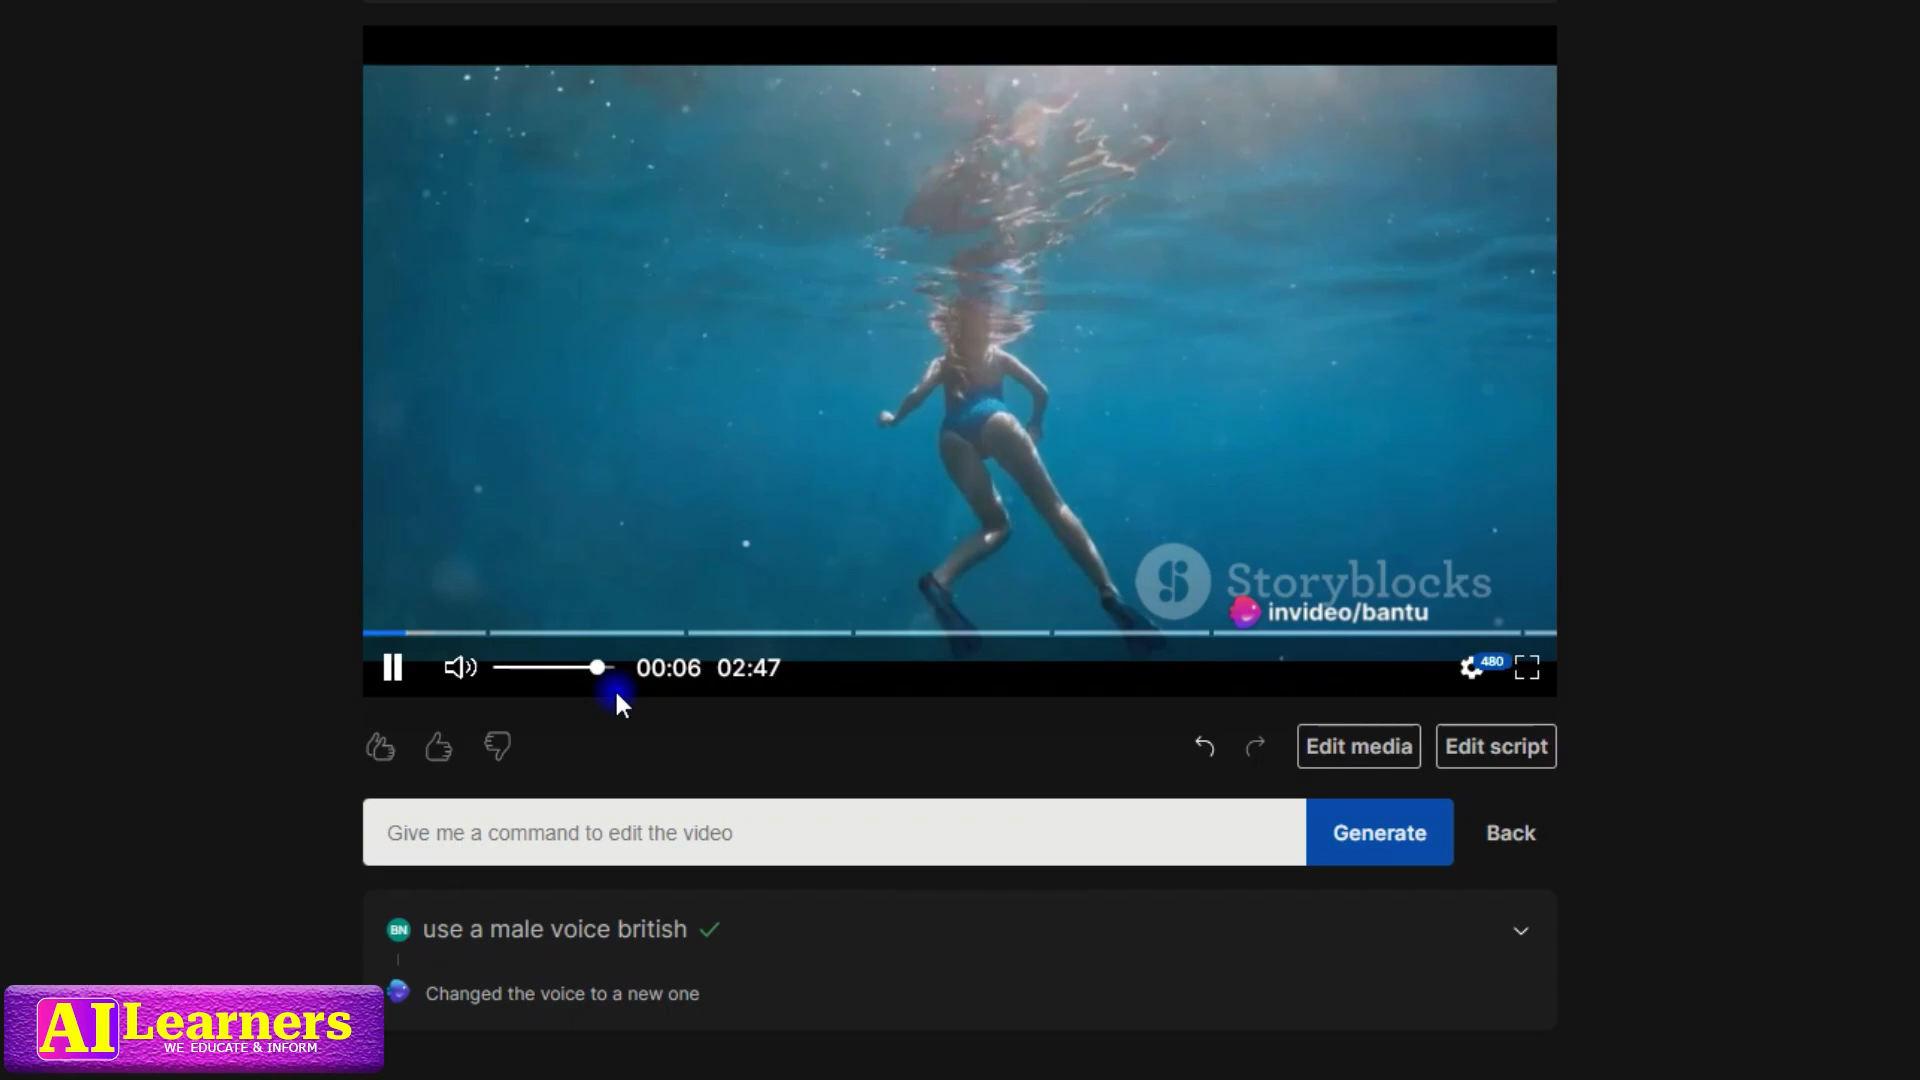 Storyblocks
invideo/bantu
00:06 02:47
480
Edit media
Edit script
Give me a command to edit the video
Generate
Back
BN
use a male voice british
Changed the voice to a new one
AI Learners
WE EDUCATE & INFORM